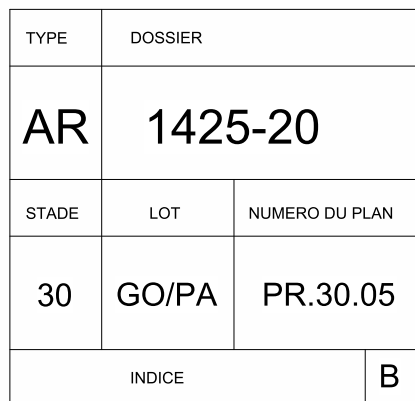 TYPE DOSSIER
AR 1425-20
STADE LOT NUMERO DU PLAN
30 GO/PA PR.30.05
INDICE B